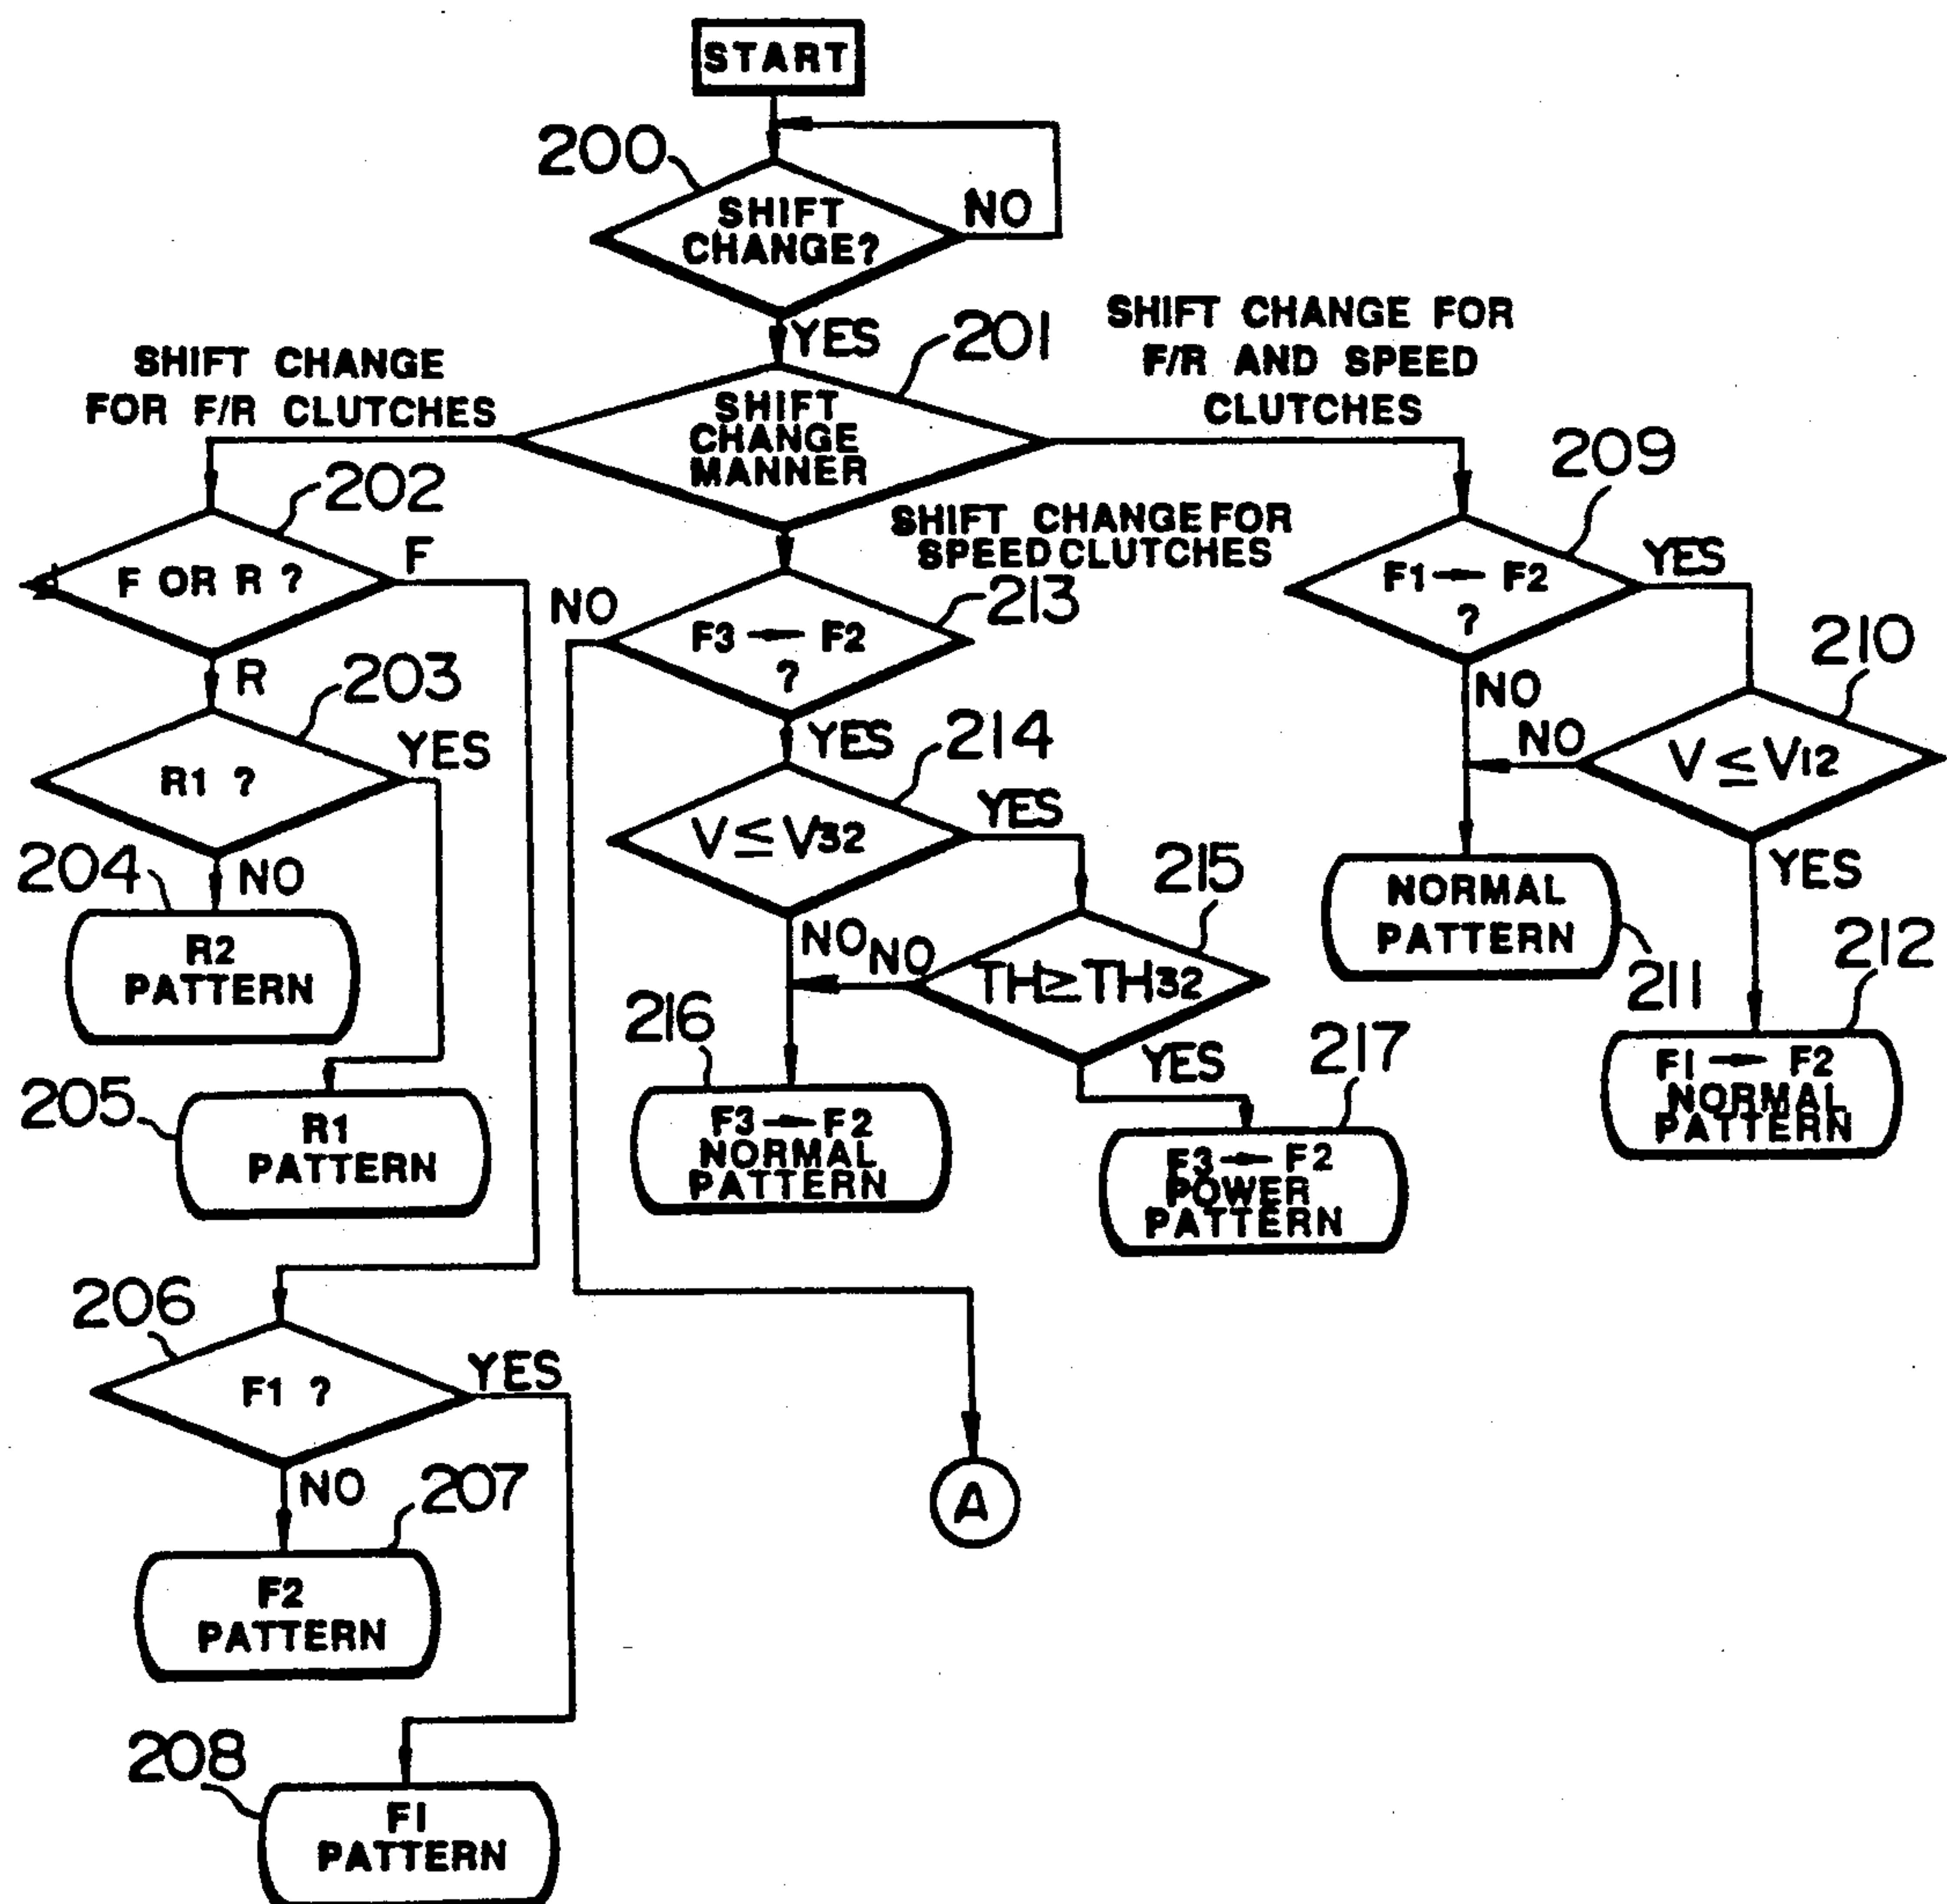 START
200
SHIFT
CHANGE?
NO
YES
201
SHIFT CHANGE
FOR F/R CLUTCHES
SHIFT
CHANGE
MANNER
SHIFT CHANGE FOR
F/R AND SPEED
CLUTCHES
SHIFT CHANGE FOR
SPEED CLUTCHES
202
F OR R ?
F
R
203
R1 ?
YES
NO
204
R2
PATTERN
205
R1
PATTERN
206
F1 ?
YES
NO
207
F2
PATTERN
208
F1
PATTERN
NO
213
F3 ← F2
?
YES
214
V ≤ V32
YES
NO
215
TH ≥ TH32
NO
YES
216
F3 ← F2
NORMAL
PATTERN
217
F3 ← F2
POWER
PATTERN
A
209
F1 ← F2
?
YES
NO
210
V ≤ V12
NO
YES
NORMAL
PATTERN
211
212
F1 → F2
NORMAL
PATTERN